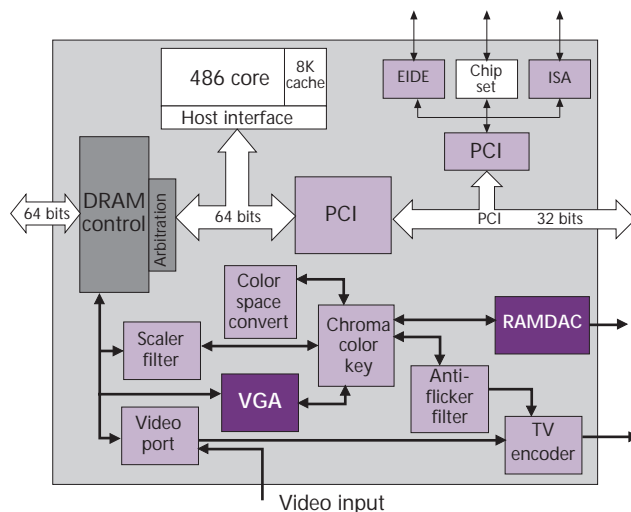 486 core
8K
cache
Host interface
EIDE
Chip
set
ISA
PCI
DRAM
control
Arbitration
64 bits
64 bits
PCI
PCI 32 bits
Color
space
convert
Scaler
filter
Chroma
color
key
RAMDAC
VGA
Anti-
flicker
filter
Video
port
TV
encoder
Video input